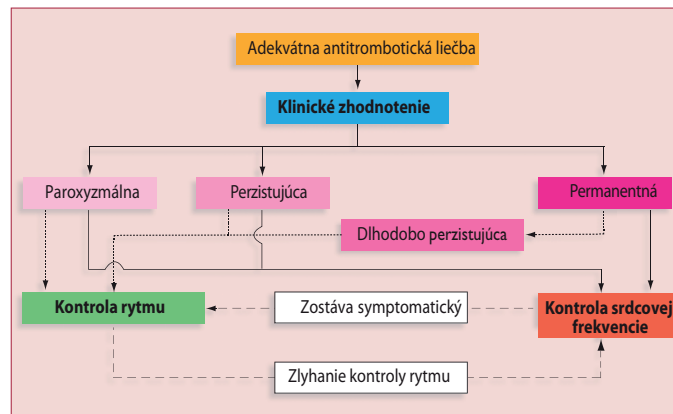 Adekvátna antitrombotická liečba
Klinické zhodnotenie
Paroxyzmálna
Perzistujúca
Permanentná
Dlhodobo perzistujúca
Kontrola rytmu
Zostáva symptomatický
Kontrola srdcovej
frekvencie
Zlyhanie kontroly rytmu